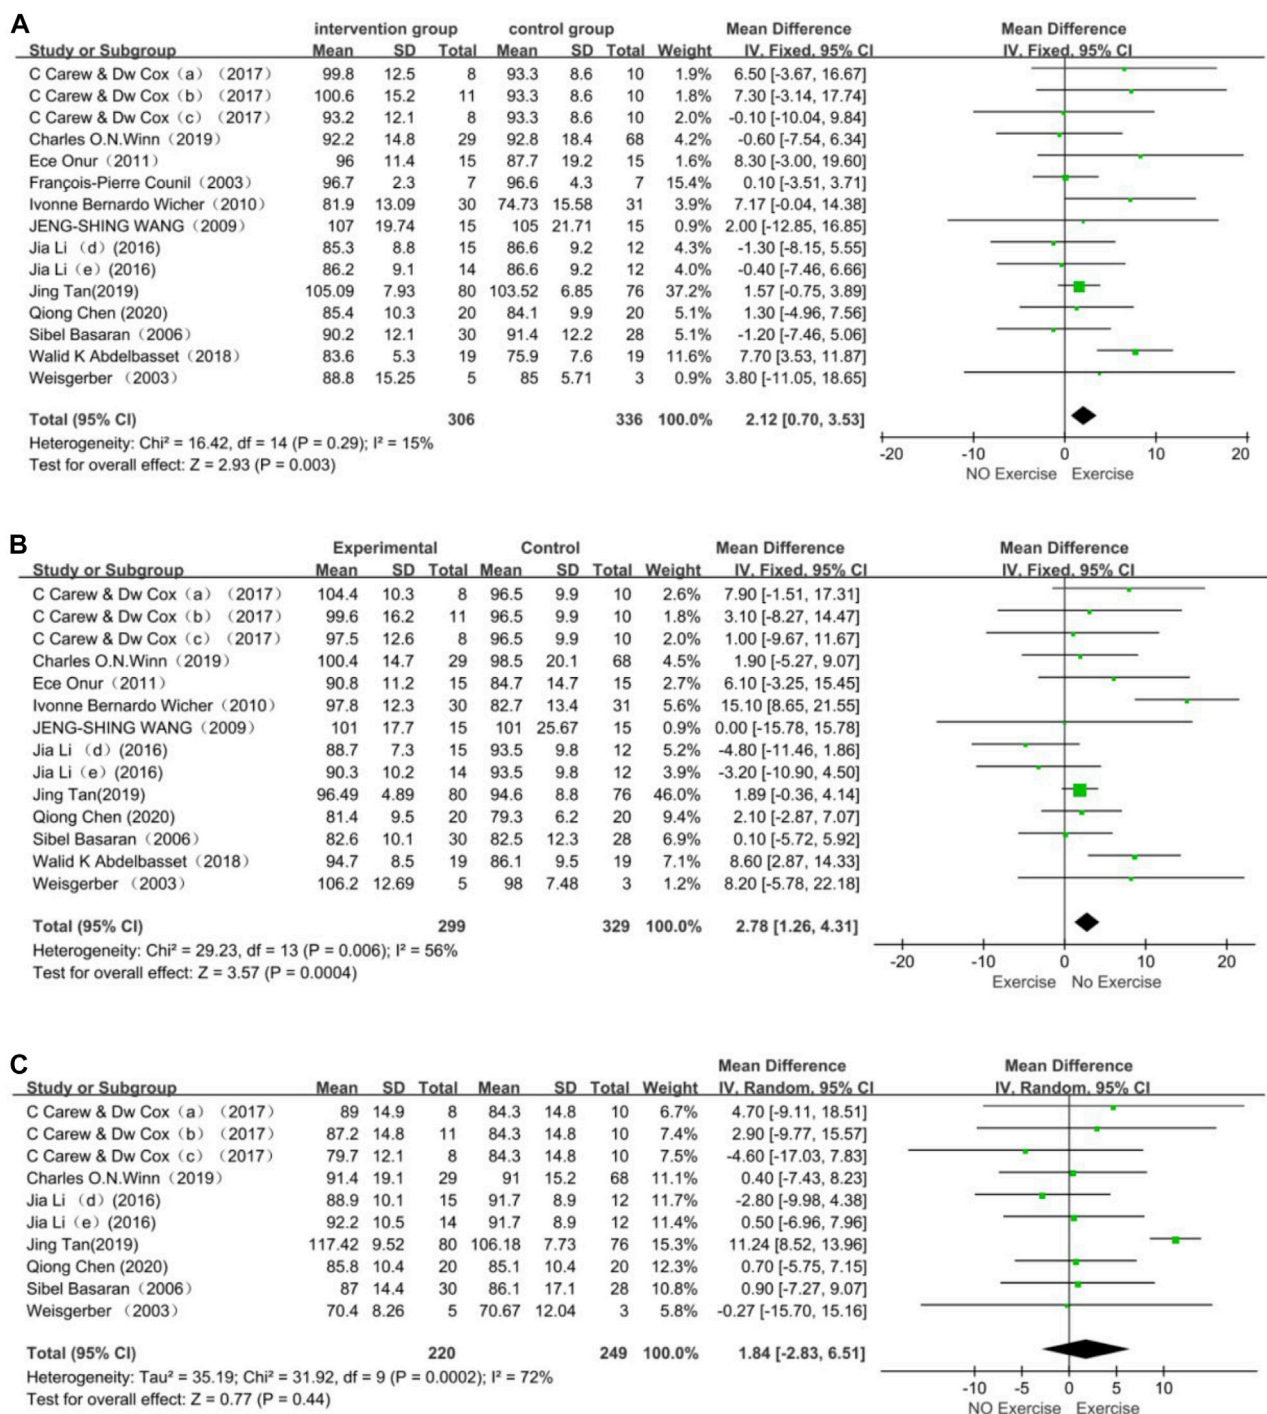 A
intervention group control group Mean Difference Mean Difference
Study or Subgroup Mean SD Total Mean SD Total Weight IV, Fixed, 95% CI IV, Fixed, 95% CI
C Carew & Dw Cox（a）（2017） 99.8 12.5 8 93.3 8.6 10 1.9% 6.50 [-3.67, 16.67]
C Carew & Dw Cox（b）（2017） 100.6 15.2 11 93.3 8.6 10 1.8% 7.30 [-3.14, 17.74]
C Carew & Dw Cox（c）（2017） 93.2 12.1 8 93.3 8.6 10 2.0% -0.10 [-10.04, 9.84]
Charles O.N.Winn（2019） 92.2 14.8 29 92.8 18.4 68 4.2% -0.60 [-7.54, 6.34]
Ece Onur（2011） 96 11.4 15 87.7 19.2 15 1.6% 8.30 [-3.00, 19.60]
François-Pierre Counil（2003） 96.7 2.3 7 96.6 4.3 7 15.4% 0.10 [-3.51, 3.71]
Ivonne Bernardo Wicher（2010） 81.9 13.09 30 74.73 15.58 31 3.9% 7.17 [-0.04, 14.38]
JENG-SHING WANG（2009） 107 19.74 15 105 21.71 15 0.9% 2.00 [-12.85, 16.85]
Jia Li（d）(2016) 85.3 8.8 15 86.6 9.2 12 4.3% -1.30 [-8.15, 5.55]
Jia Li（e）(2016) 86.2 9.1 14 86.6 9.2 12 4.0% -0.40 [-7.46, 6.66]
Jing Tan(2019) 105.09 7.93 80 103.52 6.85 76 37.2% 1.57 [-0.75, 3.89]
Qiong Chen (2020) 85.4 10.3 20 84.1 9.9 20 5.1% 1.30 [-4.96, 7.56]
Sibel Basaran（2006） 90.2 12.1 30 91.4 12.2 28 5.1% -1.20 [-7.46, 5.06]
Walid K Abdelbasset（2018） 83.6 5.3 19 75.9 7.6 19 11.6% 7.70 [3.53, 11.87]
Weisgerber（2003） 88.8 15.25 5 85 5.71 3 0.9% 3.80 [-11.05, 18.65]
Total (95% CI) 306 336 100.0% 2.12 [0.70, 3.53]
Heterogeneity: Chi² = 16.42, df = 14 (P = 0.29); I² = 15%
Test for overall effect: Z = 2.93 (P = 0.003)
-20 -10 0 10 20
NO Exercise Exercise
B
Experimental Control Mean Difference Mean Difference
Study or Subgroup Mean SD Total Mean SD Total Weight IV, Fixed, 95% CI IV, Fixed, 95% CI
C Carew & Dw Cox（a）（2017） 104.4 10.3 8 96.5 9.9 10 2.6% 7.90 [-1.51, 17.31]
C Carew & Dw Cox（b）（2017） 99.6 16.2 11 96.5 9.9 10 1.8% 3.10 [-8.27, 14.47]
C Carew & Dw Cox（c）（2017） 97.5 12.6 8 96.5 9.9 10 2.0% 1.00 [-9.67, 11.67]
Charles O.N.Winn（2019） 100.4 14.7 29 98.5 20.1 68 4.5% 1.90 [-5.27, 9.07]
Ece Onur（2011） 90.8 11.2 15 84.7 14.7 15 2.7% 6.10 [-3.25, 15.45]
Ivonne Bernardo Wicher（2010） 97.8 12.3 30 82.7 13.4 31 5.6% 15.10 [8.65, 21.55]
JENG-SHING WANG（2009） 101 17.7 15 101 25.67 15 0.9% 0.00 [-15.78, 15.78]
Jia Li（d）(2016) 88.7 7.3 15 93.5 9.8 12 5.2% -4.80 [-11.46, 1.86]
Jia Li（e）(2016) 90.3 10.2 14 93.5 9.8 12 3.9% -3.20 [-10.90, 4.50]
Jing Tan(2019) 96.49 4.89 80 94.6 8.8 76 46.0% 1.89 [-0.36, 4.14]
Qiong Chen (2020) 81.4 9.5 20 79.3 6.2 20 9.4% 2.10 [-2.87, 7.07]
Sibel Basaran（2006） 82.6 10.1 30 82.5 12.3 28 6.9% 0.10 [-5.72, 5.92]
Walid K Abdelbasset（2018） 94.7 8.5 19 86.1 9.5 19 7.1% 8.60 [2.87, 14.33]
Weisgerber（2003） 106.2 12.69 5 98 7.48 3 1.2% 8.20 [-5.78, 22.18]
Total (95% CI) 299 329 100.0% 2.78 [1.26, 4.31]
Heterogeneity: Chi² = 29.23, df = 13 (P = 0.006); I² = 56%
Test for overall effect: Z = 3.57 (P = 0.0004)
-20 -10 0 10 20
Exercise No Exercise
C
Mean Difference Mean Difference
Study or Subgroup Mean SD Total Mean SD Total Weight IV, Random, 95% CI IV, Random, 95% CI
C Carew & Dw Cox（a）（2017） 89 14.9 8 84.3 14.8 10 6.7% 4.70 [-9.11, 18.51]
C Carew & Dw Cox（b）（2017） 87.2 14.8 11 84.3 14.8 10 7.4% 2.90 [-9.77, 15.57]
C Carew & Dw Cox（c）（2017） 79.7 12.1 8 84.3 14.8 10 7.5% -4.60 [-17.03, 7.83]
Charles O.N.Winn（2019） 91.4 19.1 29 91 15.2 68 11.1% 0.40 [-7.43, 8.23]
Jia Li（d）(2016) 88.9 10.1 15 91.7 8.9 12 11.7% -2.80 [-9.98, 4.38]
Jia Li（e）(2016) 92.2 10.5 14 91.7 8.9 12 11.4% 0.50 [-6.96, 7.96]
Jing Tan(2019) 117.42 9.52 80 106.18 7.73 76 15.3% 11.24 [8.52, 13.96]
Qiong Chen (2020) 85.8 10.4 20 85.1 10.4 20 12.3% 0.70 [-5.75, 7.15]
Sibel Basaran（2006） 87 14.4 30 86.1 17.1 28 10.8% 0.90 [-7.27, 9.07]
Weisgerber（2003） 70.4 8.26 5 70.67 12.04 3 5.8% -0.27 [-15.70, 15.16]
Total (95% CI) 220 249 100.0% 1.84 [-2.83, 6.51]
Heterogeneity: Tau² = 35.19; Chi² = 31.92, df = 9 (P = 0.0002); I² = 72%
Test for overall effect: Z = 0.77 (P = 0.44)
-10 -5 0 5 10
NO Exercise Exercise